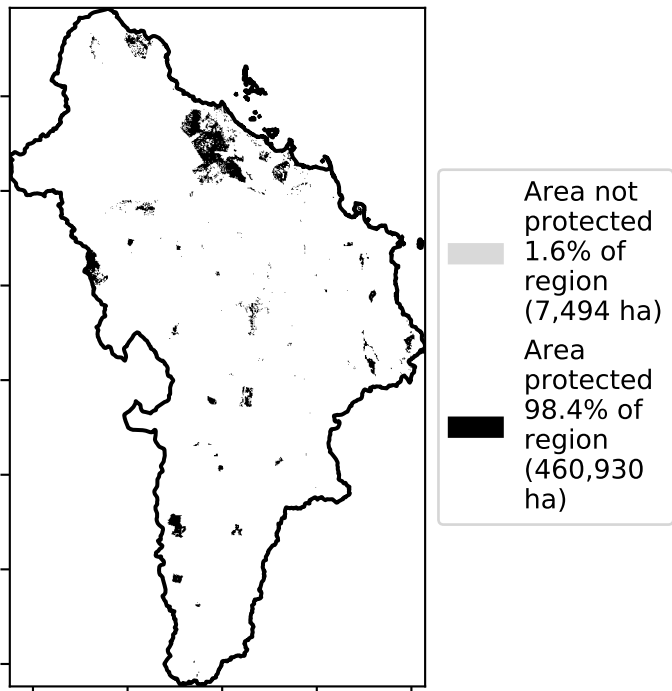 Area not
protected
1.6% of
region
(7,494 ha)
Area
protected
98.4% of
region
(460,930
ha)